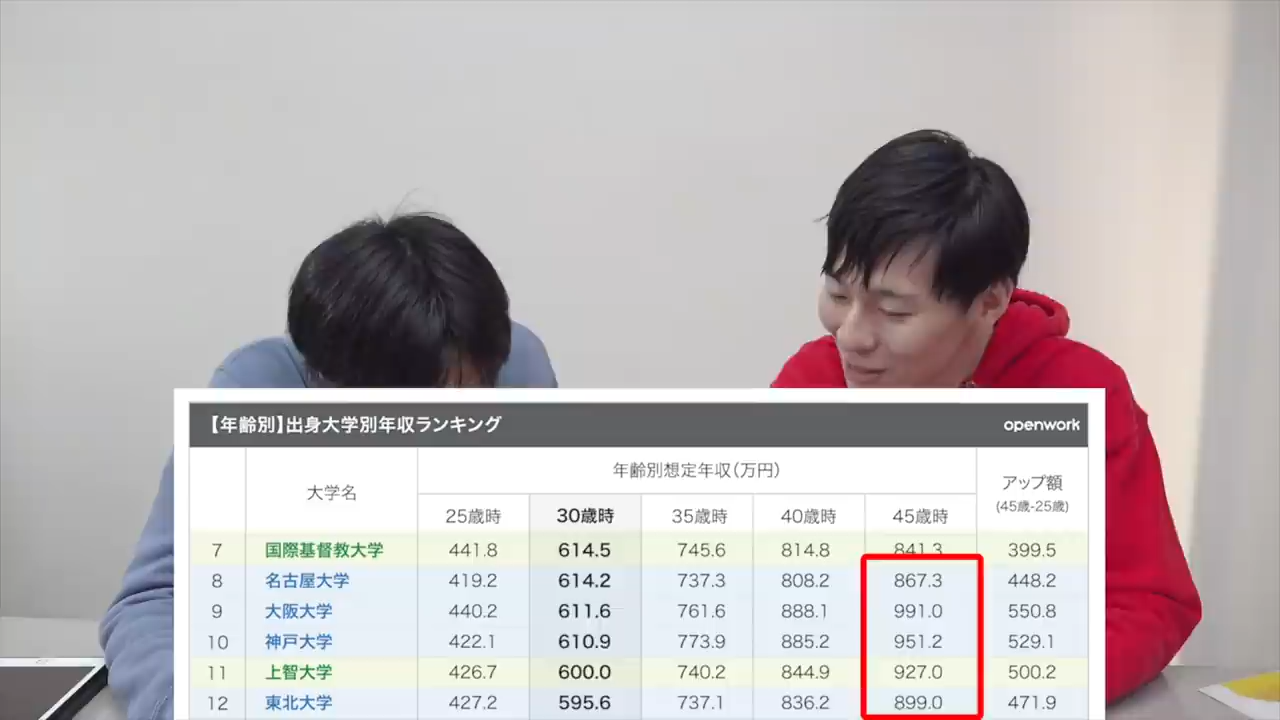 【年齢別】出身大学別年収ランキング openwork
大学名 年齢別想定年収(万円) アップ額
(45歳-25歳)
25歳時 30歳時 35歳時 40歳時 45歳時
7 国際基督教大学 441.8 614.5 745.6 814.8 841.3 399.5
8 名古屋大学 419.2 614.2 737.3 808.2 867.3 448.2
9 大阪大学 440.2 611.6 761.6 888.1 991.0 550.8
10 神戸大学 422.1 610.9 773.9 885.2 951.2 529.1
11 上智大学 426.7 600.0 740.2 844.9 927.0 500.2
12 東北大学 427.2 595.6 737.1 836.2 899.0 471.9